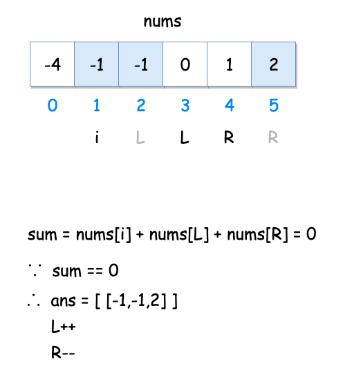 nums
-4 -1 -1 0 1 2
0 1 2 3 4 5
i L L R R
sum = nums[i] + nums[L] + nums[R] = 0
∵ sum == 0
∴ ans = [ [-1,-1,2] ]
L++
R--